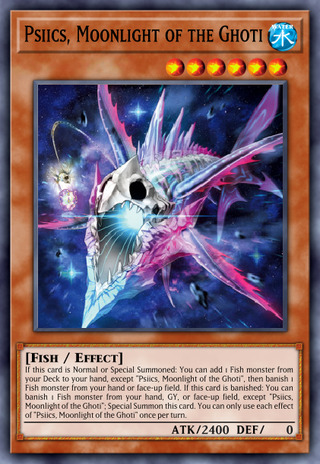 Psiics, Moonlight of the Ghoti
WATER
水
[Fish / Effect]
If this card is Normal or Special Summoned: You can add 1 Fish monster
from your Deck to your hand, except "Psiics, Moonlight of the Ghoti", then banish 1
Fish monster from your hand or face-up field. If this card is banished: You can
banish 1 Fish monster from your hand, GY, or face-up field, except "Psiics,
Moonlight of the Ghoti"; Special Summon this card. You can only use each effect
of "Psiics, Moonlight of the Ghoti" once per turn.
ATK/2400 DEF/ 0